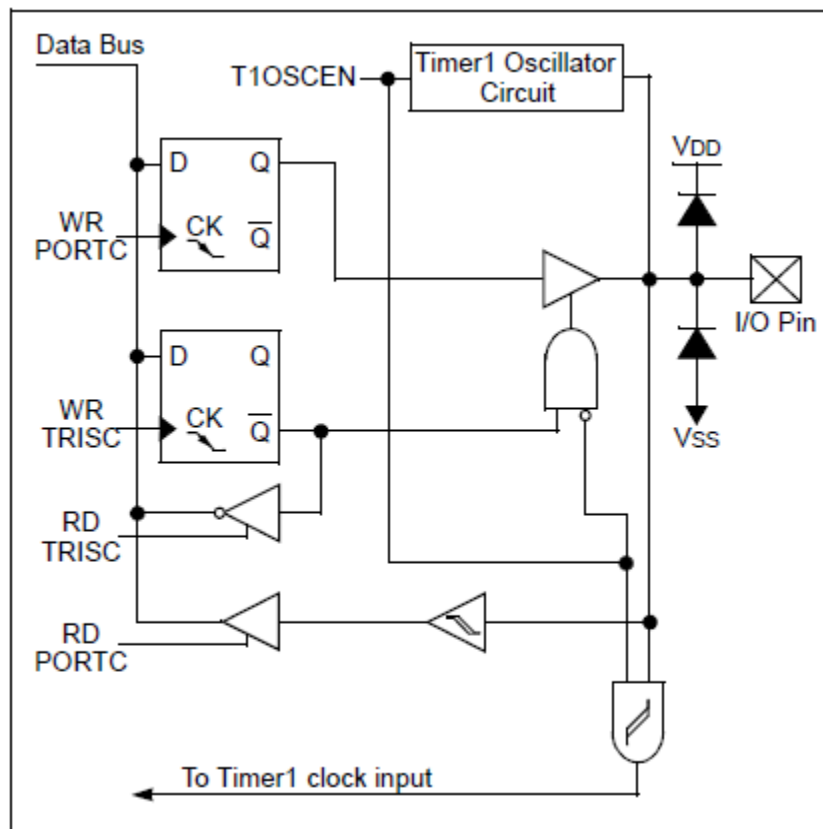 Data Bus
T1OSCEN
Timer1 Oscillator
Circuit
VDD
D Q
WR
PORTC
CK
Q
I/O Pin
D Q
WR
TRISC
CK
Q
VSS
RD
TRISC
RD
PORTC
To Timer1 clock input